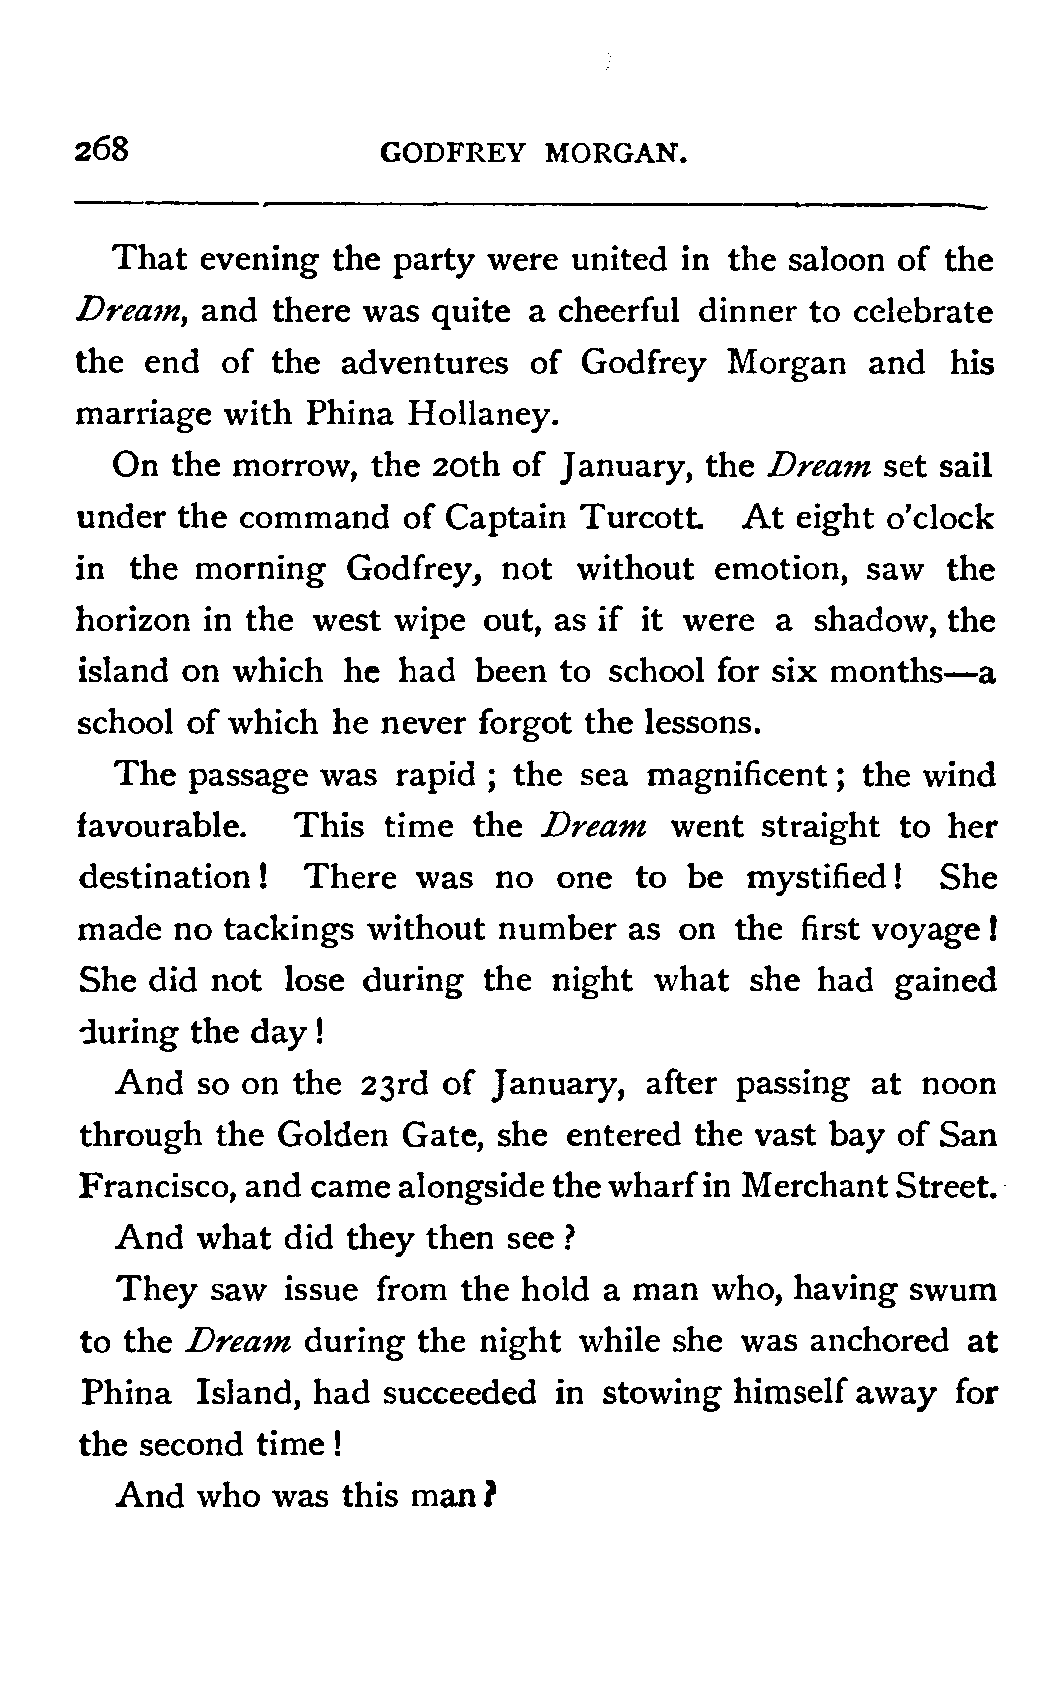 268 GODFREY MORGAN.
That evening the party were united in the saloon of the
Dream, and there was quite a cheerful dinner to celebrate
the end of the adventures of Godfrey Morgan and his
marriage with Phina Hollaney.
On the morrow, the 20th of January, the Dream set sail
under the command of Captain Turcott. At eight o'clock
in the morning Godfrey, not without emotion, saw the
horizon in the west wipe out, as if it were a shadow, the
island on which he had been to school for six months—a
school of which he never forgot the lessons.
The passage was rapid ; the sea magnificent ; the wind
favourable. This time the Dream went straight to her
destination ! There was no one to be mystified ! She
made no tackings without number as on the first voyage !
She did not lose during the night what she had gained
during the day !
And so on the 23rd of January, after passing at noon
through the Golden Gate, she entered the vast bay of San
Francisco, and came alongside the wharf in Merchant Street.
And what did they then see ?
They saw issue from the hold a man who, having swum
to the Dream during the night while she was anchored at
Phina Island, had succeeded in stowing himself away for
the second time !
And who was this man ?